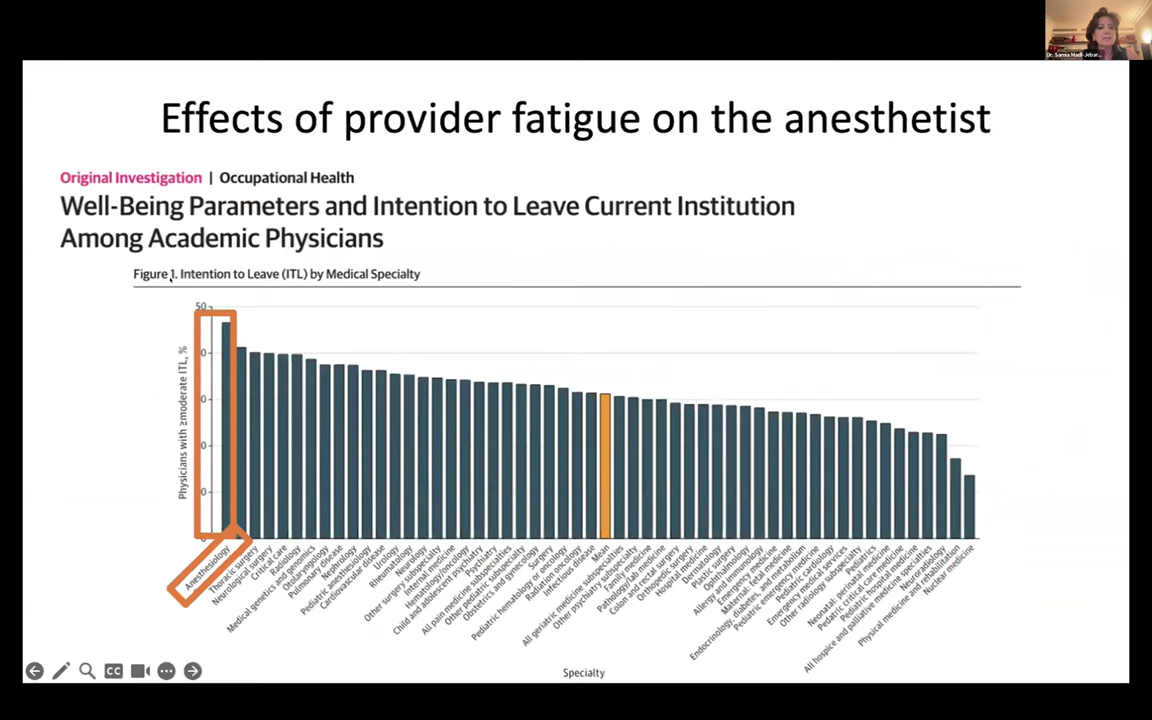 Dr. Samia Madi-Jebar...
Effects of provider fatigue on the anesthetist
Original Investigation | Occupational Health
Well-Being Parameters and Intention to Leave Current Institution
Among Academic Physicians
Figure 1. Intention to Leave (ITL) by Medical Specialty
50
Physicians with ≥moderate ITL, %
Anesthesiology
Thoracic surgery
Neurological surgery
Critical care
Radiology
Medical genetics and genomics
Otolaryngology
Pulmonary disease
Nephrology
Pediatric anesthesiology
Cardiovascular disease
Urology
Rheumatology
Neurology
Other surgery subspecialty
Internal medicine
Hematology/oncology
Child and adolescent psychiatry
Psychiatry
All pain medicine subspecialties
Other pediatric subspecialty
Obstetrics and gynecology
Surgery
Pediatric hematology or oncology
Radiation oncology
Infectious disease
Mean
All geriatric medicine subspecialties
Other psychiatry subspecialty
Family medicine
Pathology/lab medicine
Colon and rectal surgery
Orthopedic surgery
Hospital medicine
Dermatology
Plastic surgery
Ophthalmology
Allergy and immunology
Emergency medicine
Maternal: fetal medicine
Endocrinology, diabetes, and metabolism
Pediatric emergency medicine
Pediatric cardiology
Emergency medical services
Other radiology subspecialty
Pediatrics
Neonatal: perinatal medicine
Pediatric critical care medicine
Pediatric hospital medicine
All hospice and palliative medicine specialties
Neuroradiology
Physical medicine and rehabilitation
Nuclear medicine
Specialty
CC